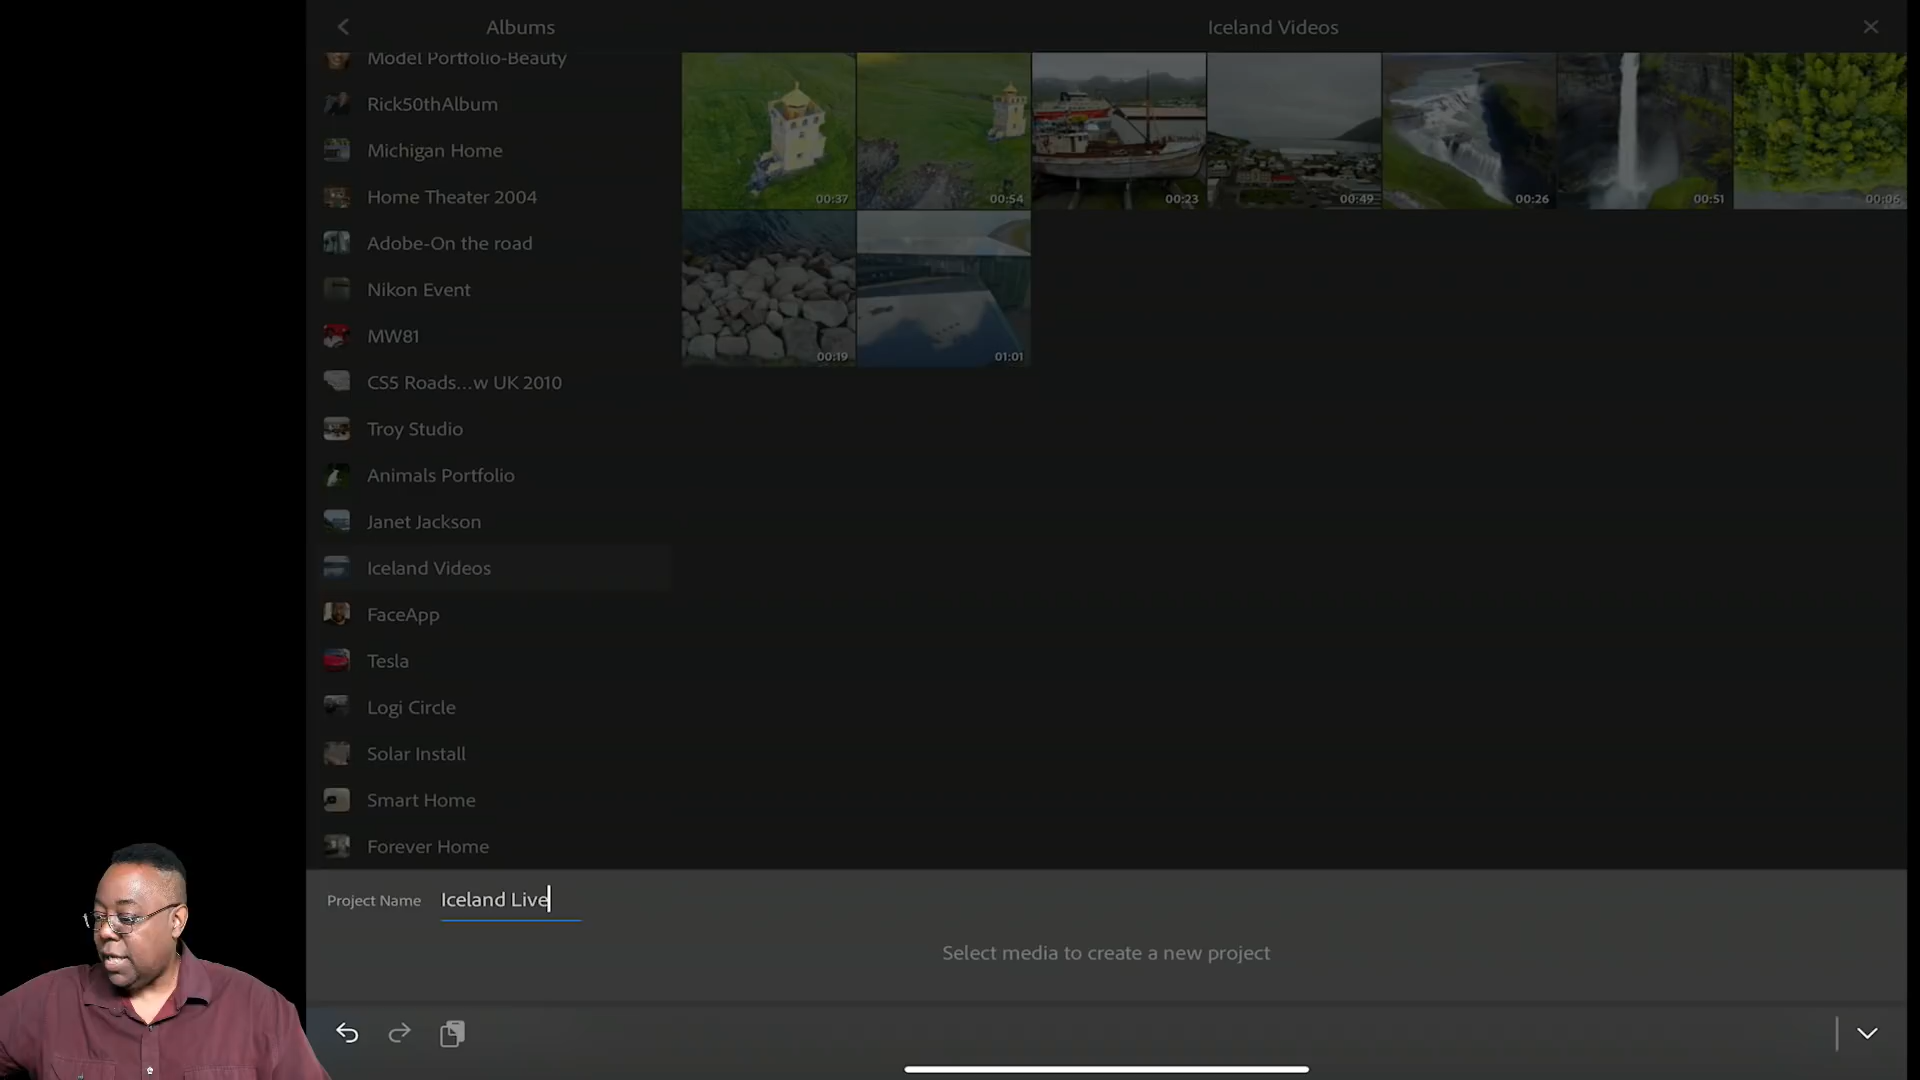 Albums
Iceland Videos
Model Portfolio-Beauty
Rick50thAlbum
Michigan Home
Home Theater 2004
Adobe-On the road
Nikon Event
MW81
CS5 Roads...w UK 2010
Troy Studio
Animals Portfolio
Janet Jackson
Iceland Videos
FaceApp
Tesla
Logi Circle
Solar Install
Smart Home
Forever Home
00:37
00:54
00:23
00:49
00:26
00:51
00:06
00:19
01:01
Project Name Iceland Live
Select media to create a new project